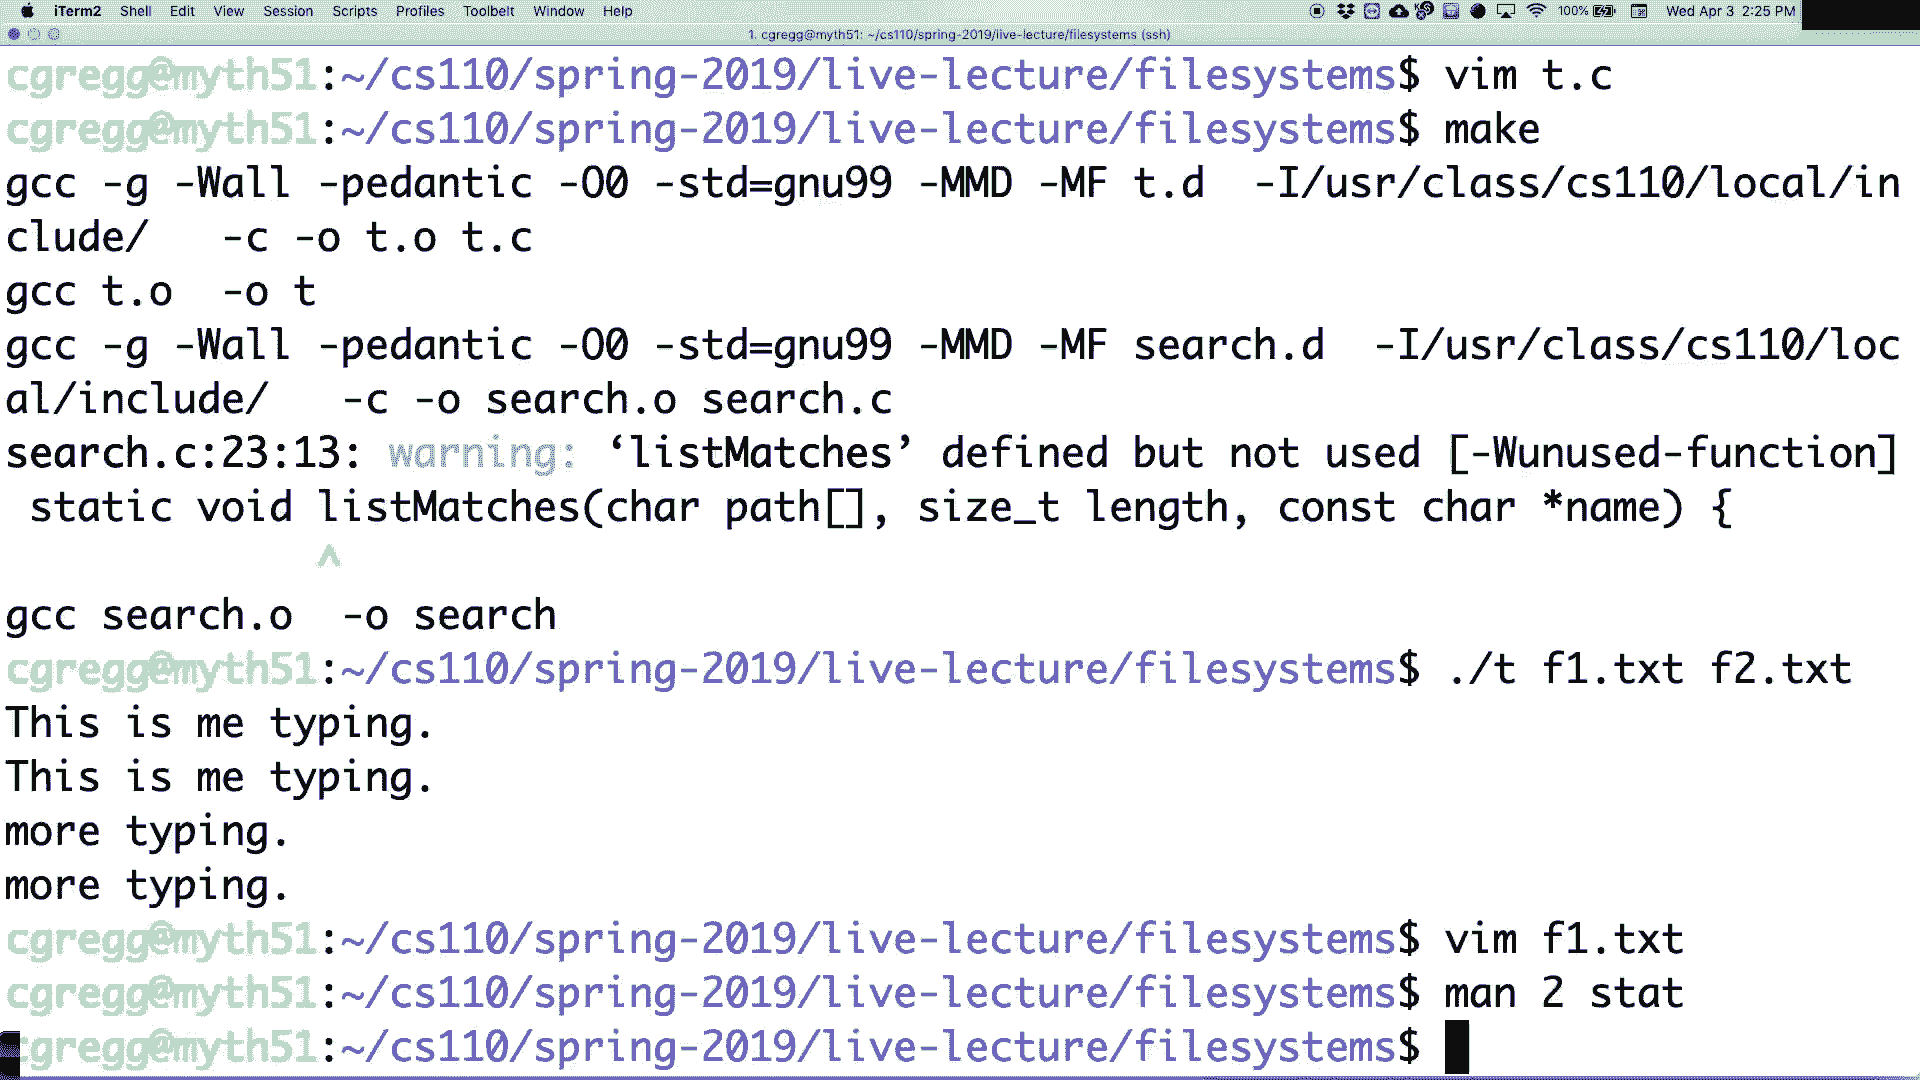 iTerm2 Shell Edit View Session Scripts Profiles Toolbelt Window Help 100% Wed Apr 3 2:25 PM
1. cgregg@myth51: ~/cs110/spring-2019/live-lecture/filesystems (ssh)
cgregg@myth51:~/cs110/spring-2019/live-lecture/filesystems$ vim t.c
cgregg@myth51:~/cs110/spring-2019/live-lecture/filesystems$ make
gcc -g -Wall -pedantic -O0 -std=gnu99 -MMD -MF t.d  -I/usr/class/cs110/local/in
clude/   -c -o t.o t.c
gcc t.o  -o t
gcc -g -Wall -pedantic -O0 -std=gnu99 -MMD -MF search.d  -I/usr/class/cs110/loc
al/include/   -c -o search.o search.c
search.c:23:13: warning: ‘listMatches’ defined but not used [-Wunused-function]
 static void listMatches(char path[], size_t length, const char *name) {
             ^
gcc search.o  -o search
cgregg@myth51:~/cs110/spring-2019/live-lecture/filesystems$ ./t f1.txt f2.txt
This is me typing.
This is me typing.
more typing.
more typing.
cgregg@myth51:~/cs110/spring-2019/live-lecture/filesystems$ vim f1.txt
cgregg@myth51:~/cs110/spring-2019/live-lecture/filesystems$ man 2 stat
cgregg@myth51:~/cs110/spring-2019/live-lecture/filesystems$